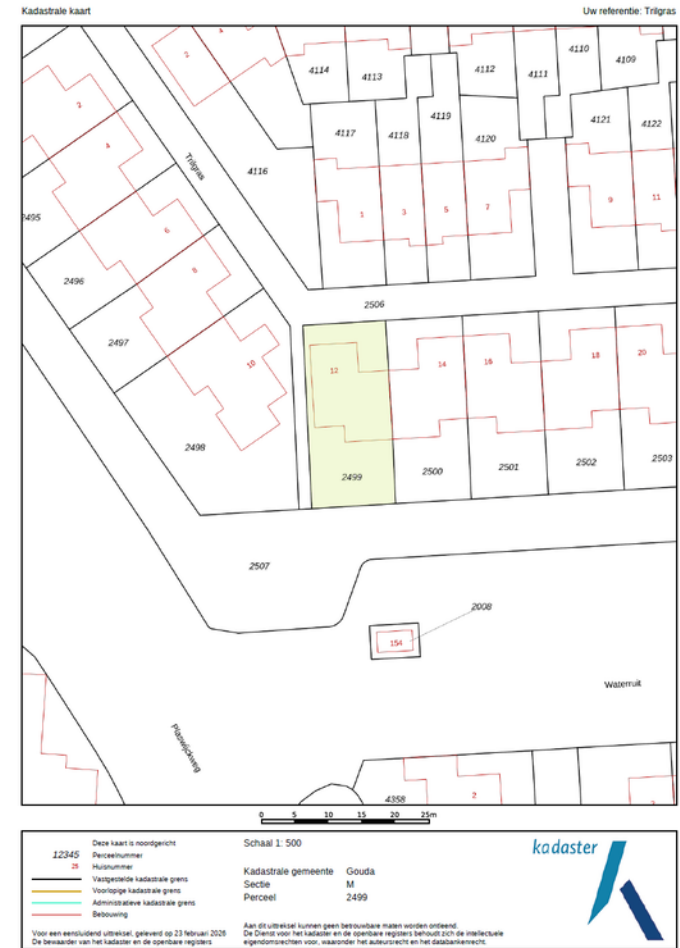 Kadastrale kaart
Uw referentie: Trilgras
4
2
4114
4113
4112
4111
4110
4109
2
4
4117
4118
4119
4120
4121
4122
Trilgras
4116
2495
6
8
1
3
5
7
9
11
2496
2497
2506
10
12
14
16
18
20
2498
2499
2500
2501
2502
2503
2507
2008
154
Waterruit
Plaswijckweg
4358
2
0 5 10 15 20 25m
Deze kaart is noordgericht
12345 Perceelnummer
25 Huisnummer
Vastgestelde kadastrale grens
Voorlopige kadastrale grens
Administratieve kadastrale grens
Bebouwing
Voor een eensluidend uittreksel, geleverd op 23 februari 2026
De bewaarder van het kadaster en de openbare registers
Schaal 1: 500
Kadastrale gemeente Gouda
Sectie M
Perceel 2499
Aan dit uittreksel kunnen geen betrouwbare maten worden ontleend.
De Dienst voor het kadaster en de openbare registers behoudt zich de intellectuele
eigendomsrechten voor, waaronder het auteursrecht en het databankenrecht.
kadaster